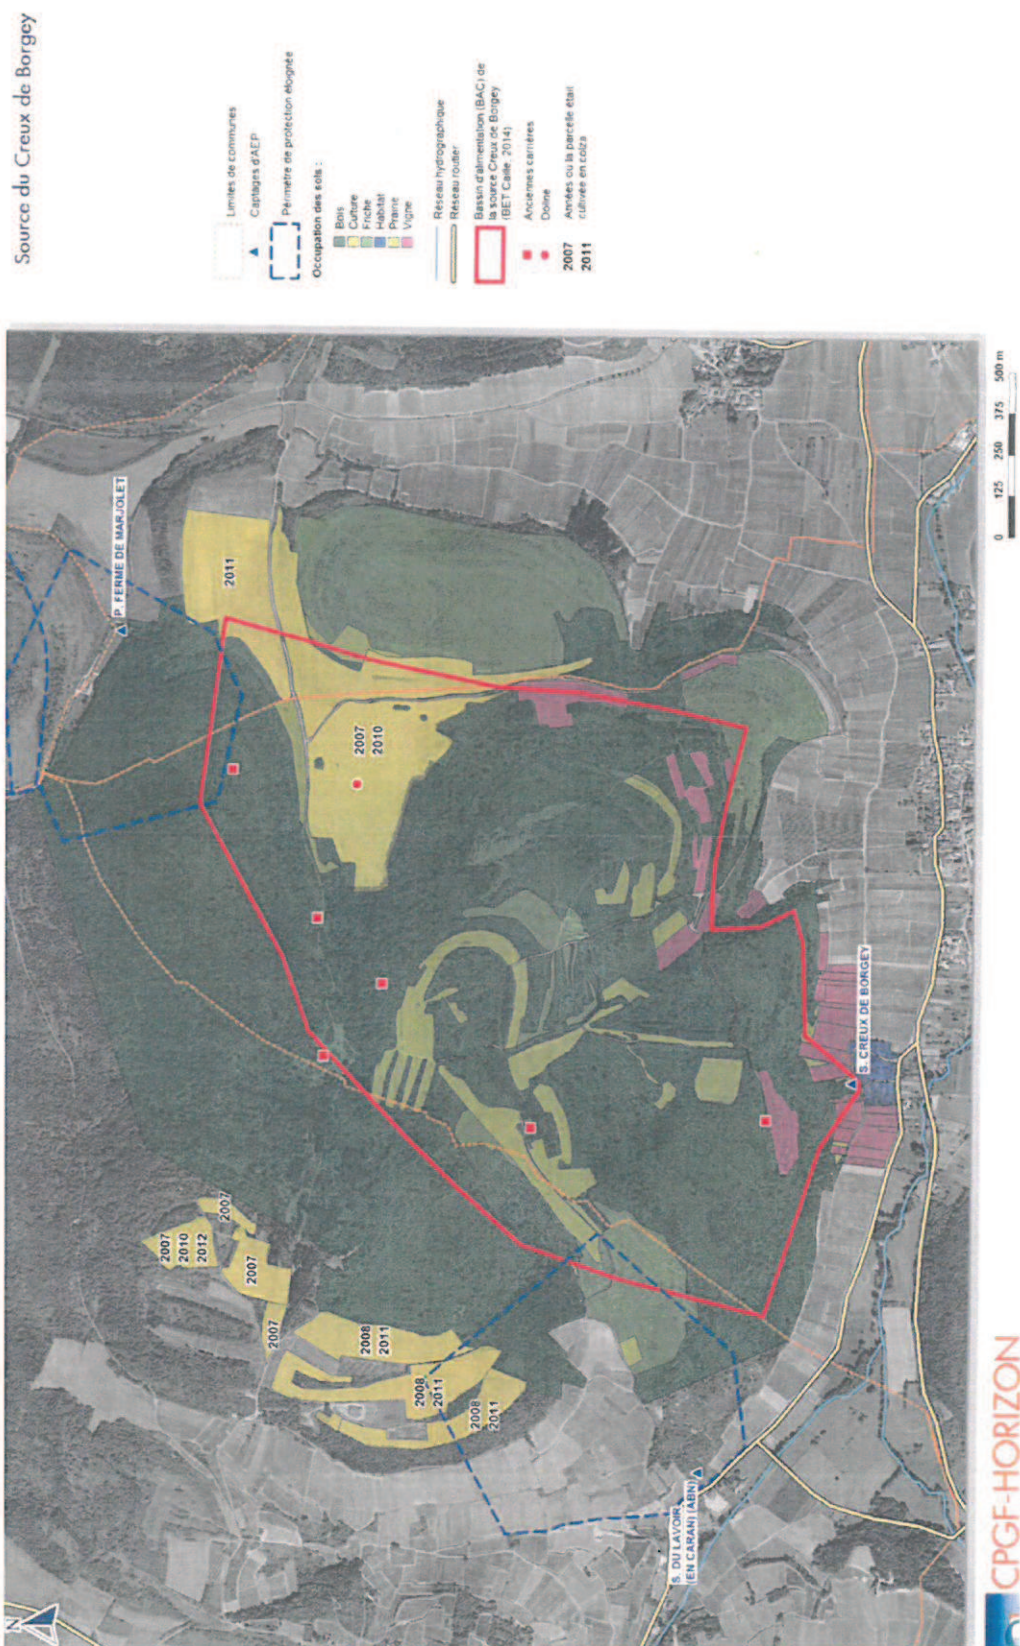 Source du Creux de Borgey
Limites de communes
Captages d'AEP
Périmètre de protection éloignée
Occupation des sols :
Bois
Culture
Friche
Habitat
Prairie
Vigne
Réseau hydrographique
Réseau routier
Bassin d'alimentation (BAC) de
la source Creux de Borgey
(BET Caille, 2014)
Anciennes carrières
Doline
2007
2011
Années ou la parcelle était
cultivée en colza
N
P. FERME DE MARJOLET
2011
2007
2010
2007
2010
2012
2007
2007
2007
2008
2011
2008
2011
2008
2011
S. DU LAVOIR
(EN CARAN) (ABN)
S. CREUX DE BORGEY
0 125 250 375 500 m
CPGF-HORIZON